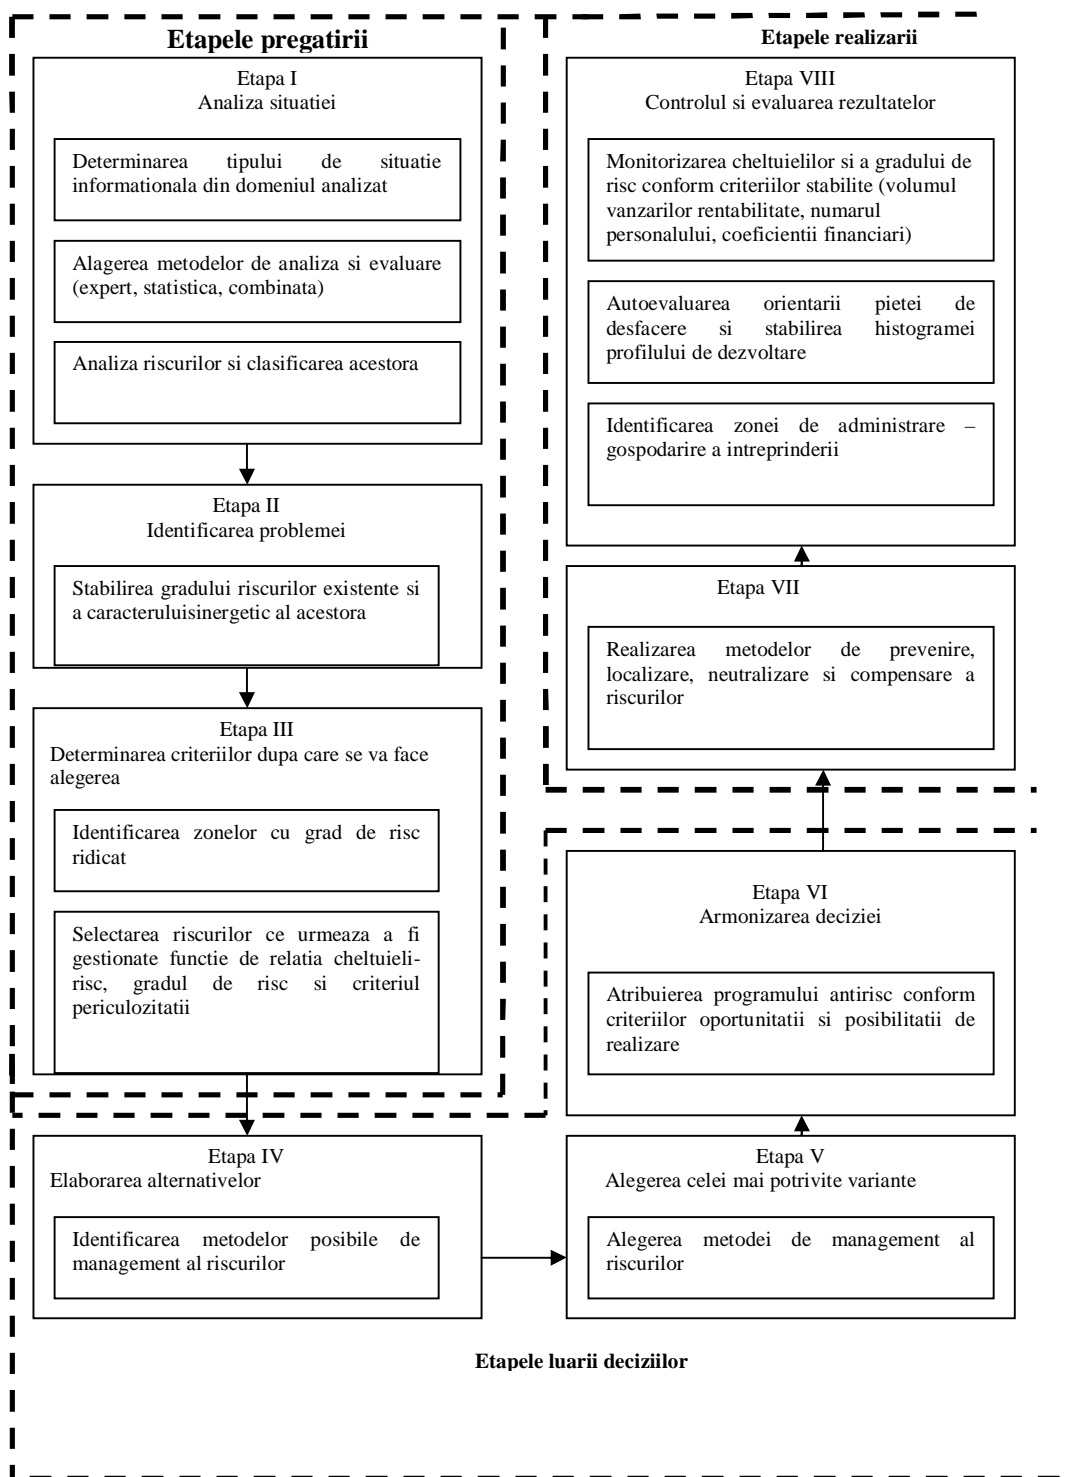 Etapele pregatirii
Etapa I
Analiza situatiei
Determinarea tipului de situatie
informationala din domeniul analizat
Alagerea metodelor de analiza si evaluare
(expert, statistica, combinata)
Analiza riscurilor si clasificarea acestora
Etapa II
Identificarea problemei
Stabilirea gradului riscurilor existente si
a caracteruluisinergetic al acestora
Etapa III
Determinarea criteriilor dupa care se va face
alegerea
Identificarea zonelor cu grad de risc
ridicat
Selectarea riscurilor ce urmeaza a fi
gestionate functie de relatia cheltuieli-
risc, gradul de risc si criteriul
periculozitatii
Etapa IV
Elaborarea alternativelor
Identificarea metodelor posibile de
management al riscurilor
Etapa V
Alegerea celei mai potrivite variante
Alegerea metodei de management al
riscurilor
Etapa VI
Armonizarea deciziei
Atribuierea programului antirisc conform
criteriilor oportunitatii si posibilitatii de
realizare
Etapele luarii deciziilor
Etapele realizarii
Etapa VIII
Controlul si evaluarea rezultatelor
Monitorizarea cheltuielilor si a gradului de
risc conform criteriilor stabilite (volumul
vanzarilor rentabilitate, numarul
personalului, coeficientii financiari)
Autoevaluarea orientarii pietei de
desfacere si stabilirea histogramei
profilului de dezvoltare
Identificarea zonei de administrare –
gospodarire a intreprinderii
Etapa VII
Realizarea metodelor de prevenire,
localizare, neutralizare si compensare a
riscurilor